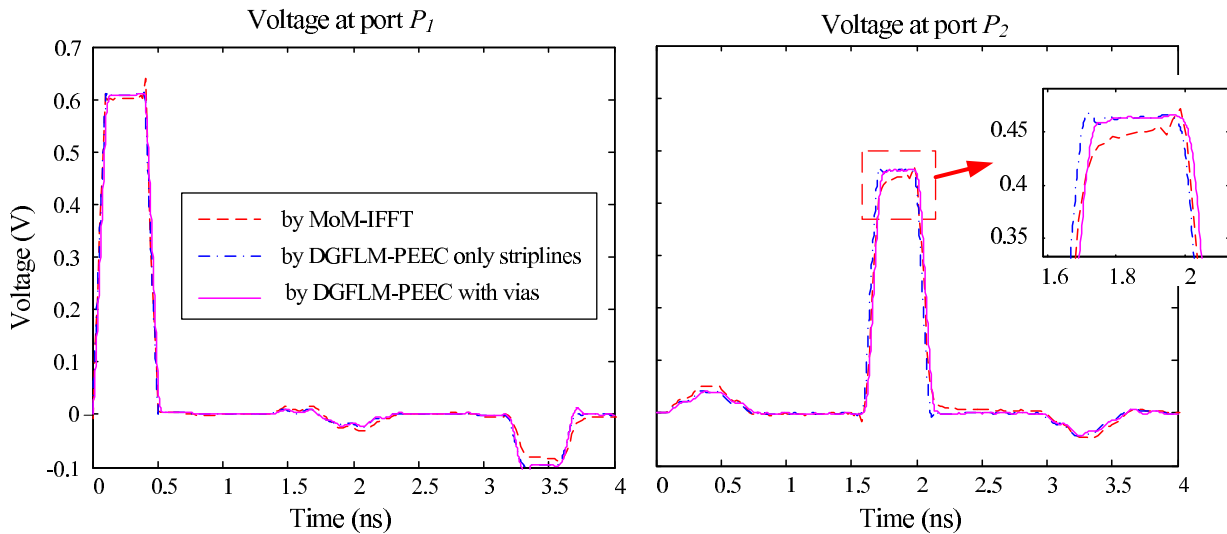 Voltage at port P1
Voltage at port P2
0.7
0.6
0.5
0.4
0.3
0.2
0.1
0
-0.1
Voltage (V)
by MoM-IFFT
by DGFLM-PEEC only striplines
by DGFLM-PEEC with vias
0 0.5 1 1.5 2 2.5 3 3.5 4
Time (ns)
0.45
0.4
0.35
1.6 1.8 2
0 0.5 1 1.5 2 2.5 3 3.5 4
Time (ns)